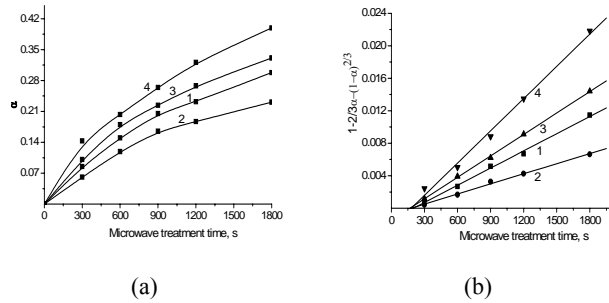 0.42
0.35
0.28
0.21
0.14
0.07
α
4
3
1
2
0 300 600 900 1200 1500 1800
Microwave treatment time, s
(a)
0.024
0.020
0.016
0.012
0.008
0.004
1-2/3α-(1-α)^2/3
4
3
1
2
0 300 600 900 1200 1500 1800
Microwave treatment time, s
(b)